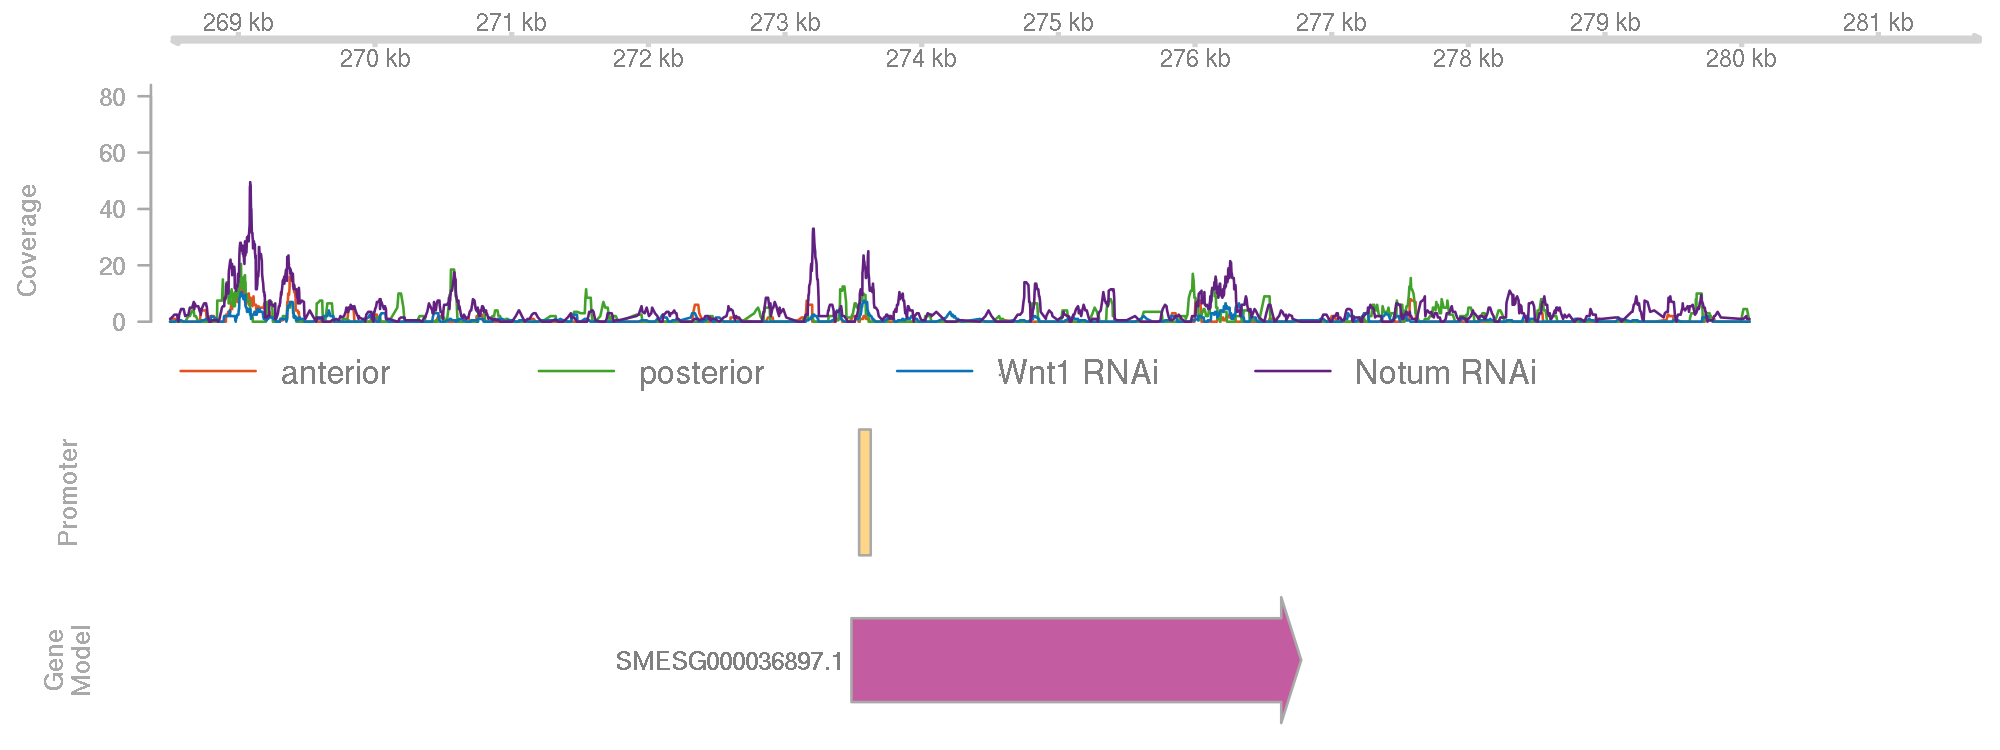 269 kb 271 kb 273 kb 275 kb 277 kb 279 kb 281 kb
270 kb 272 kb 274 kb 276 kb 278 kb 280 kb
Coverage
80
60
40
20
0
anterior posterior Wnt1 RNAi Notum RNAi
Promoter
Gene
Model
SMESG000036897.1